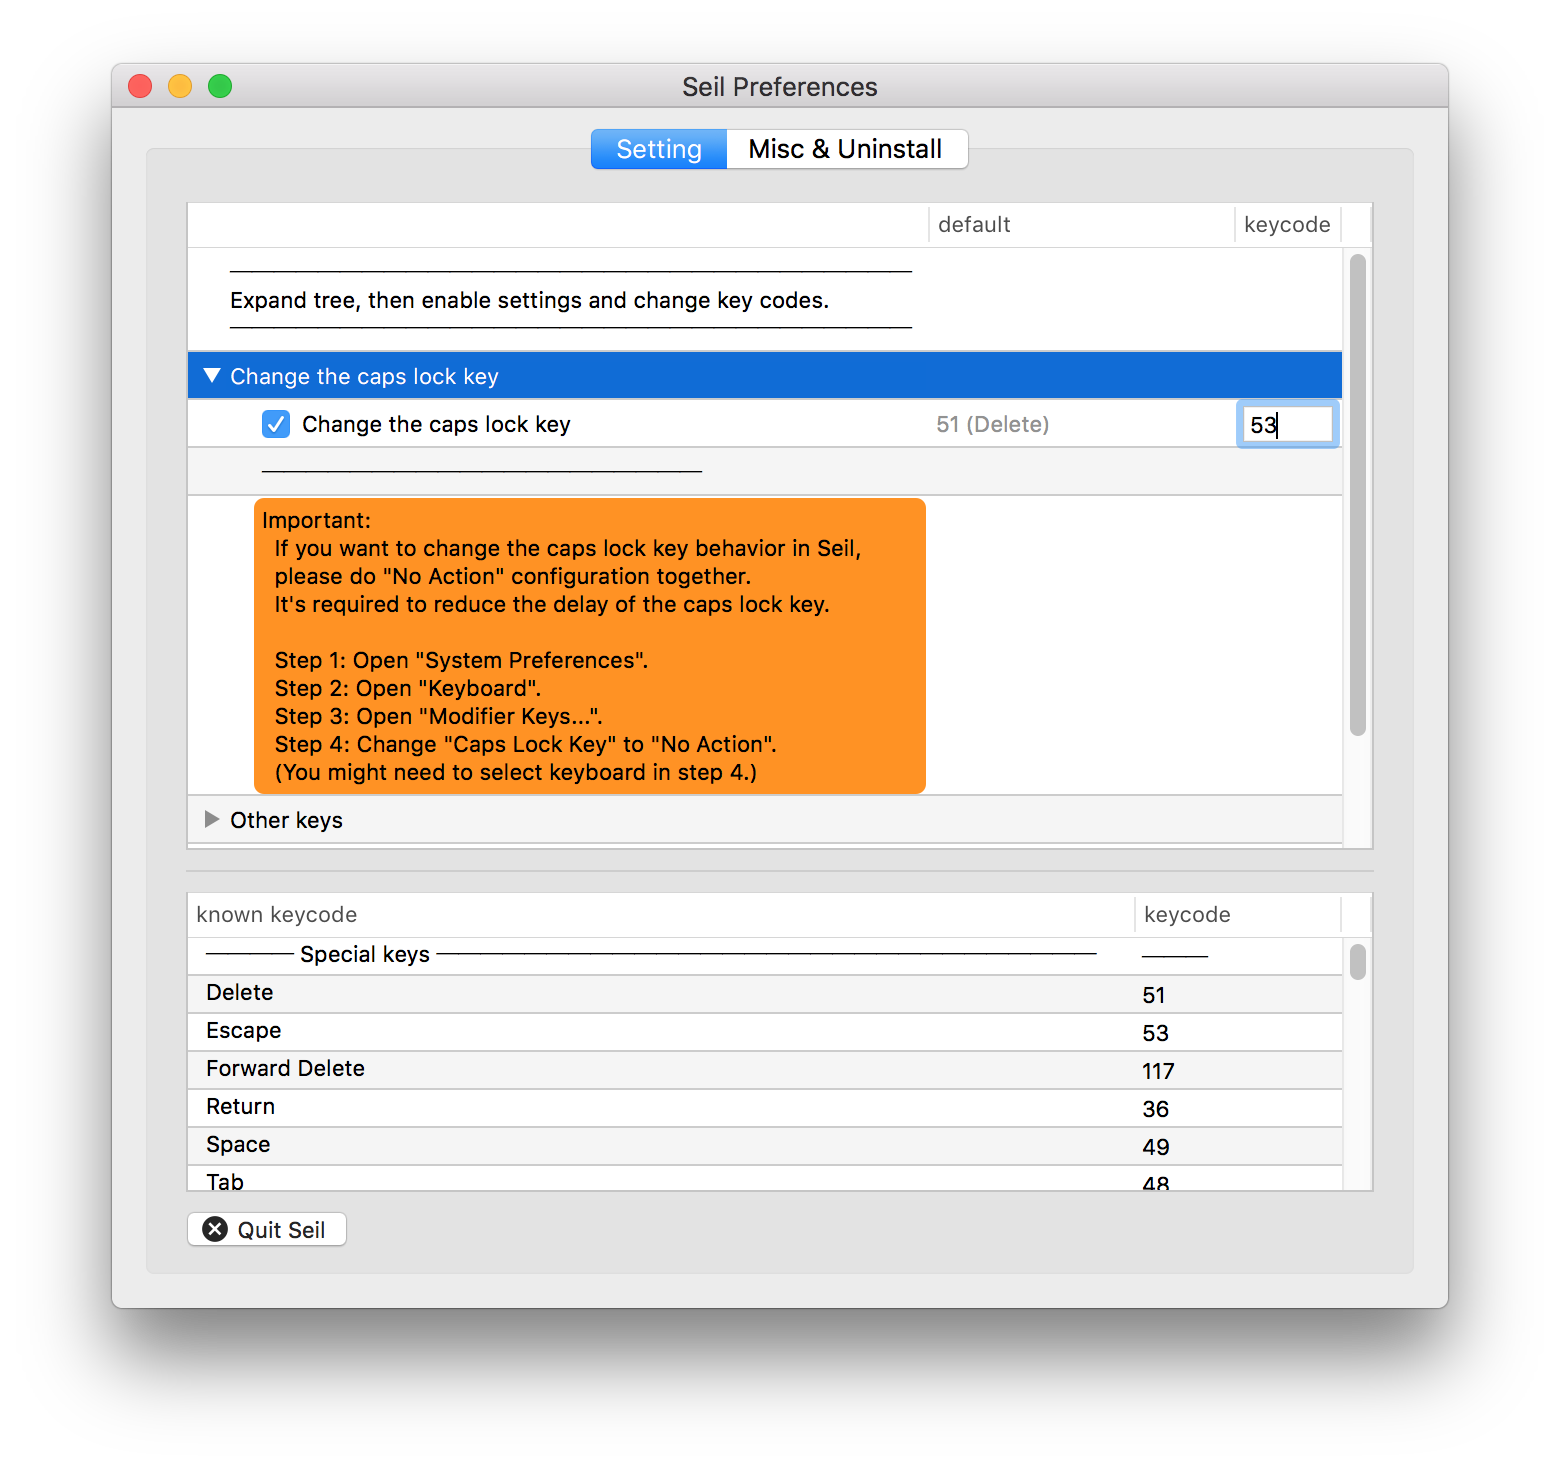 Seil Preferences
Setting
Misc & Uninstall
default
keycode
Expand tree, then enable settings and change key codes.
Change the caps lock key
Change the caps lock key
51 (Delete)
53
Important:
If you want to change the caps lock key behavior in Seil,
please do "No Action" configuration together.
It's required to reduce the delay of the caps lock key.
Step 1: Open "System Preferences".
Step 2: Open "Keyboard".
Step 3: Open "Modifier Keys...".
Step 4: Change "Caps Lock Key" to "No Action".
(You might need to select keyboard in step 4.)
Other keys
known keycode
keycode
Special keys
Delete 51
Escape 53
Forward Delete 117
Return 36
Space 49
Tab 48
Quit Seil